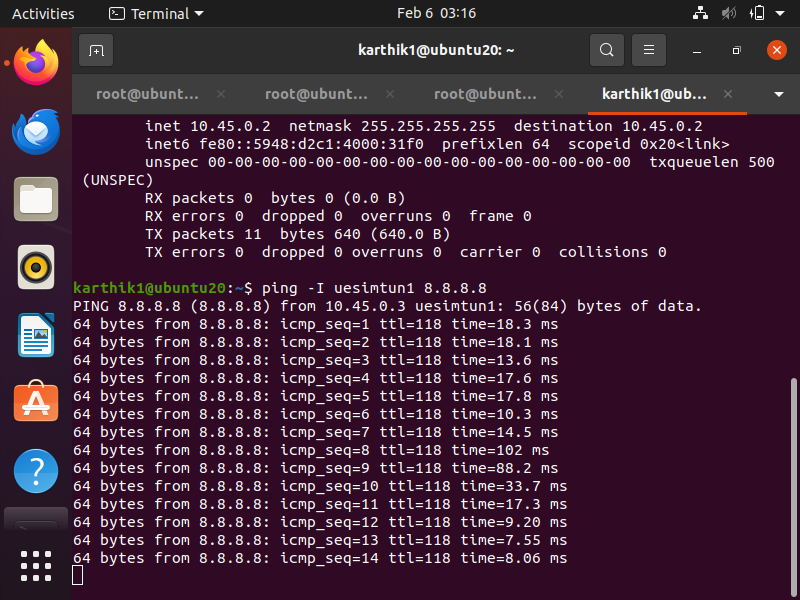 Activities Terminal Feb 6 03:16
karthik1@ubuntu20: ~
root@ubunt... × root@ubunt... × root@ubunt... × karthik1@ub... ×
inet 10.45.0.2  netmask 255.255.255.255  destination 10.45.0.2
inet6 fe80::5948:d2c1:4000:31f0  prefixlen 64  scopeid 0x20<link>
unspec 00-00-00-00-00-00-00-00-00-00-00-00-00-00-00-00  txqueuelen 500
(UNSPEC)
RX packets 0  bytes 0 (0.0 B)
RX errors 0  dropped 0  overruns 0  frame 0
TX packets 11  bytes 640 (640.0 B)
TX errors 0  dropped 0 overruns 0  carrier 0  collisions 0
karthik1@ubuntu20:~$ ping -I uesimtun1 8.8.8.8
PING 8.8.8.8 (8.8.8.8) from 10.45.0.3 uesimtun1: 56(84) bytes of data.
64 bytes from 8.8.8.8: icmp_seq=1 ttl=118 time=18.3 ms
64 bytes from 8.8.8.8: icmp_seq=2 ttl=118 time=18.1 ms
64 bytes from 8.8.8.8: icmp_seq=3 ttl=118 time=13.6 ms
64 bytes from 8.8.8.8: icmp_seq=4 ttl=118 time=17.6 ms
64 bytes from 8.8.8.8: icmp_seq=5 ttl=118 time=17.8 ms
64 bytes from 8.8.8.8: icmp_seq=6 ttl=118 time=10.3 ms
64 bytes from 8.8.8.8: icmp_seq=7 ttl=118 time=14.5 ms
64 bytes from 8.8.8.8: icmp_seq=8 ttl=118 time=102 ms
64 bytes from 8.8.8.8: icmp_seq=9 ttl=118 time=88.2 ms
64 bytes from 8.8.8.8: icmp_seq=10 ttl=118 time=33.7 ms
64 bytes from 8.8.8.8: icmp_seq=11 ttl=118 time=17.3 ms
64 bytes from 8.8.8.8: icmp_seq=12 ttl=118 time=9.20 ms
64 bytes from 8.8.8.8: icmp_seq=13 ttl=118 time=7.55 ms
64 bytes from 8.8.8.8: icmp_seq=14 ttl=118 time=8.06 ms